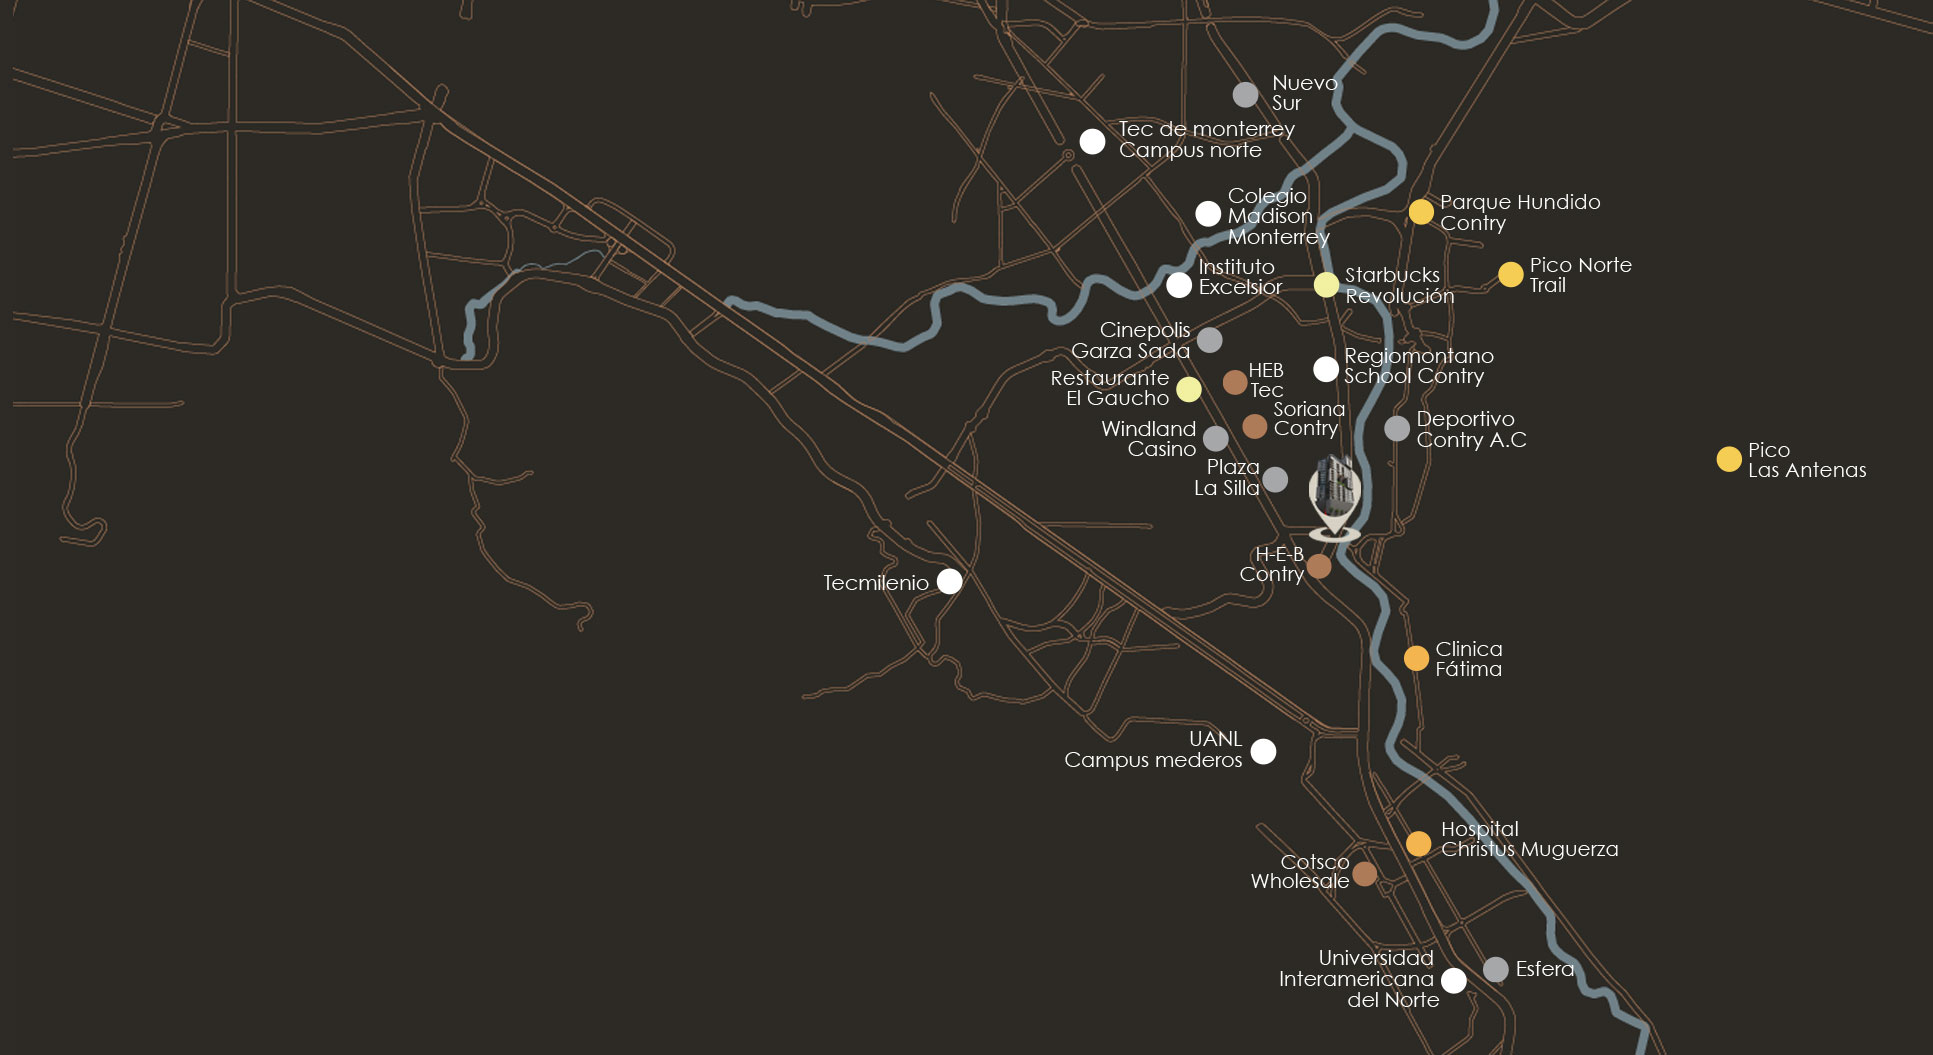 Nuevo
Sur
Tec de monterrey
Campus norte
Colegio
Madison
Monterrey
Parque Hundido
Contry
Instituto
Excelsior
Starbucks
Revolución
Pico Norte
Trail
Cinepolis
Garza Sada
Regiomontano
School Contry
Restaurante
El Gaucho
HEB
Tec
Soriana
Contry
Windland
Casino
Deportivo
Contry A.C
Plaza
La Silla
Pico
Las Antenas
H-E-B
Contry
Tecmilenio
Clinica
Fátima
UANL
Campus mederos
Hospital
Christus Muguerza
Cotsco
Wholesale
Universidad
Interamericana
del Norte
Esfera